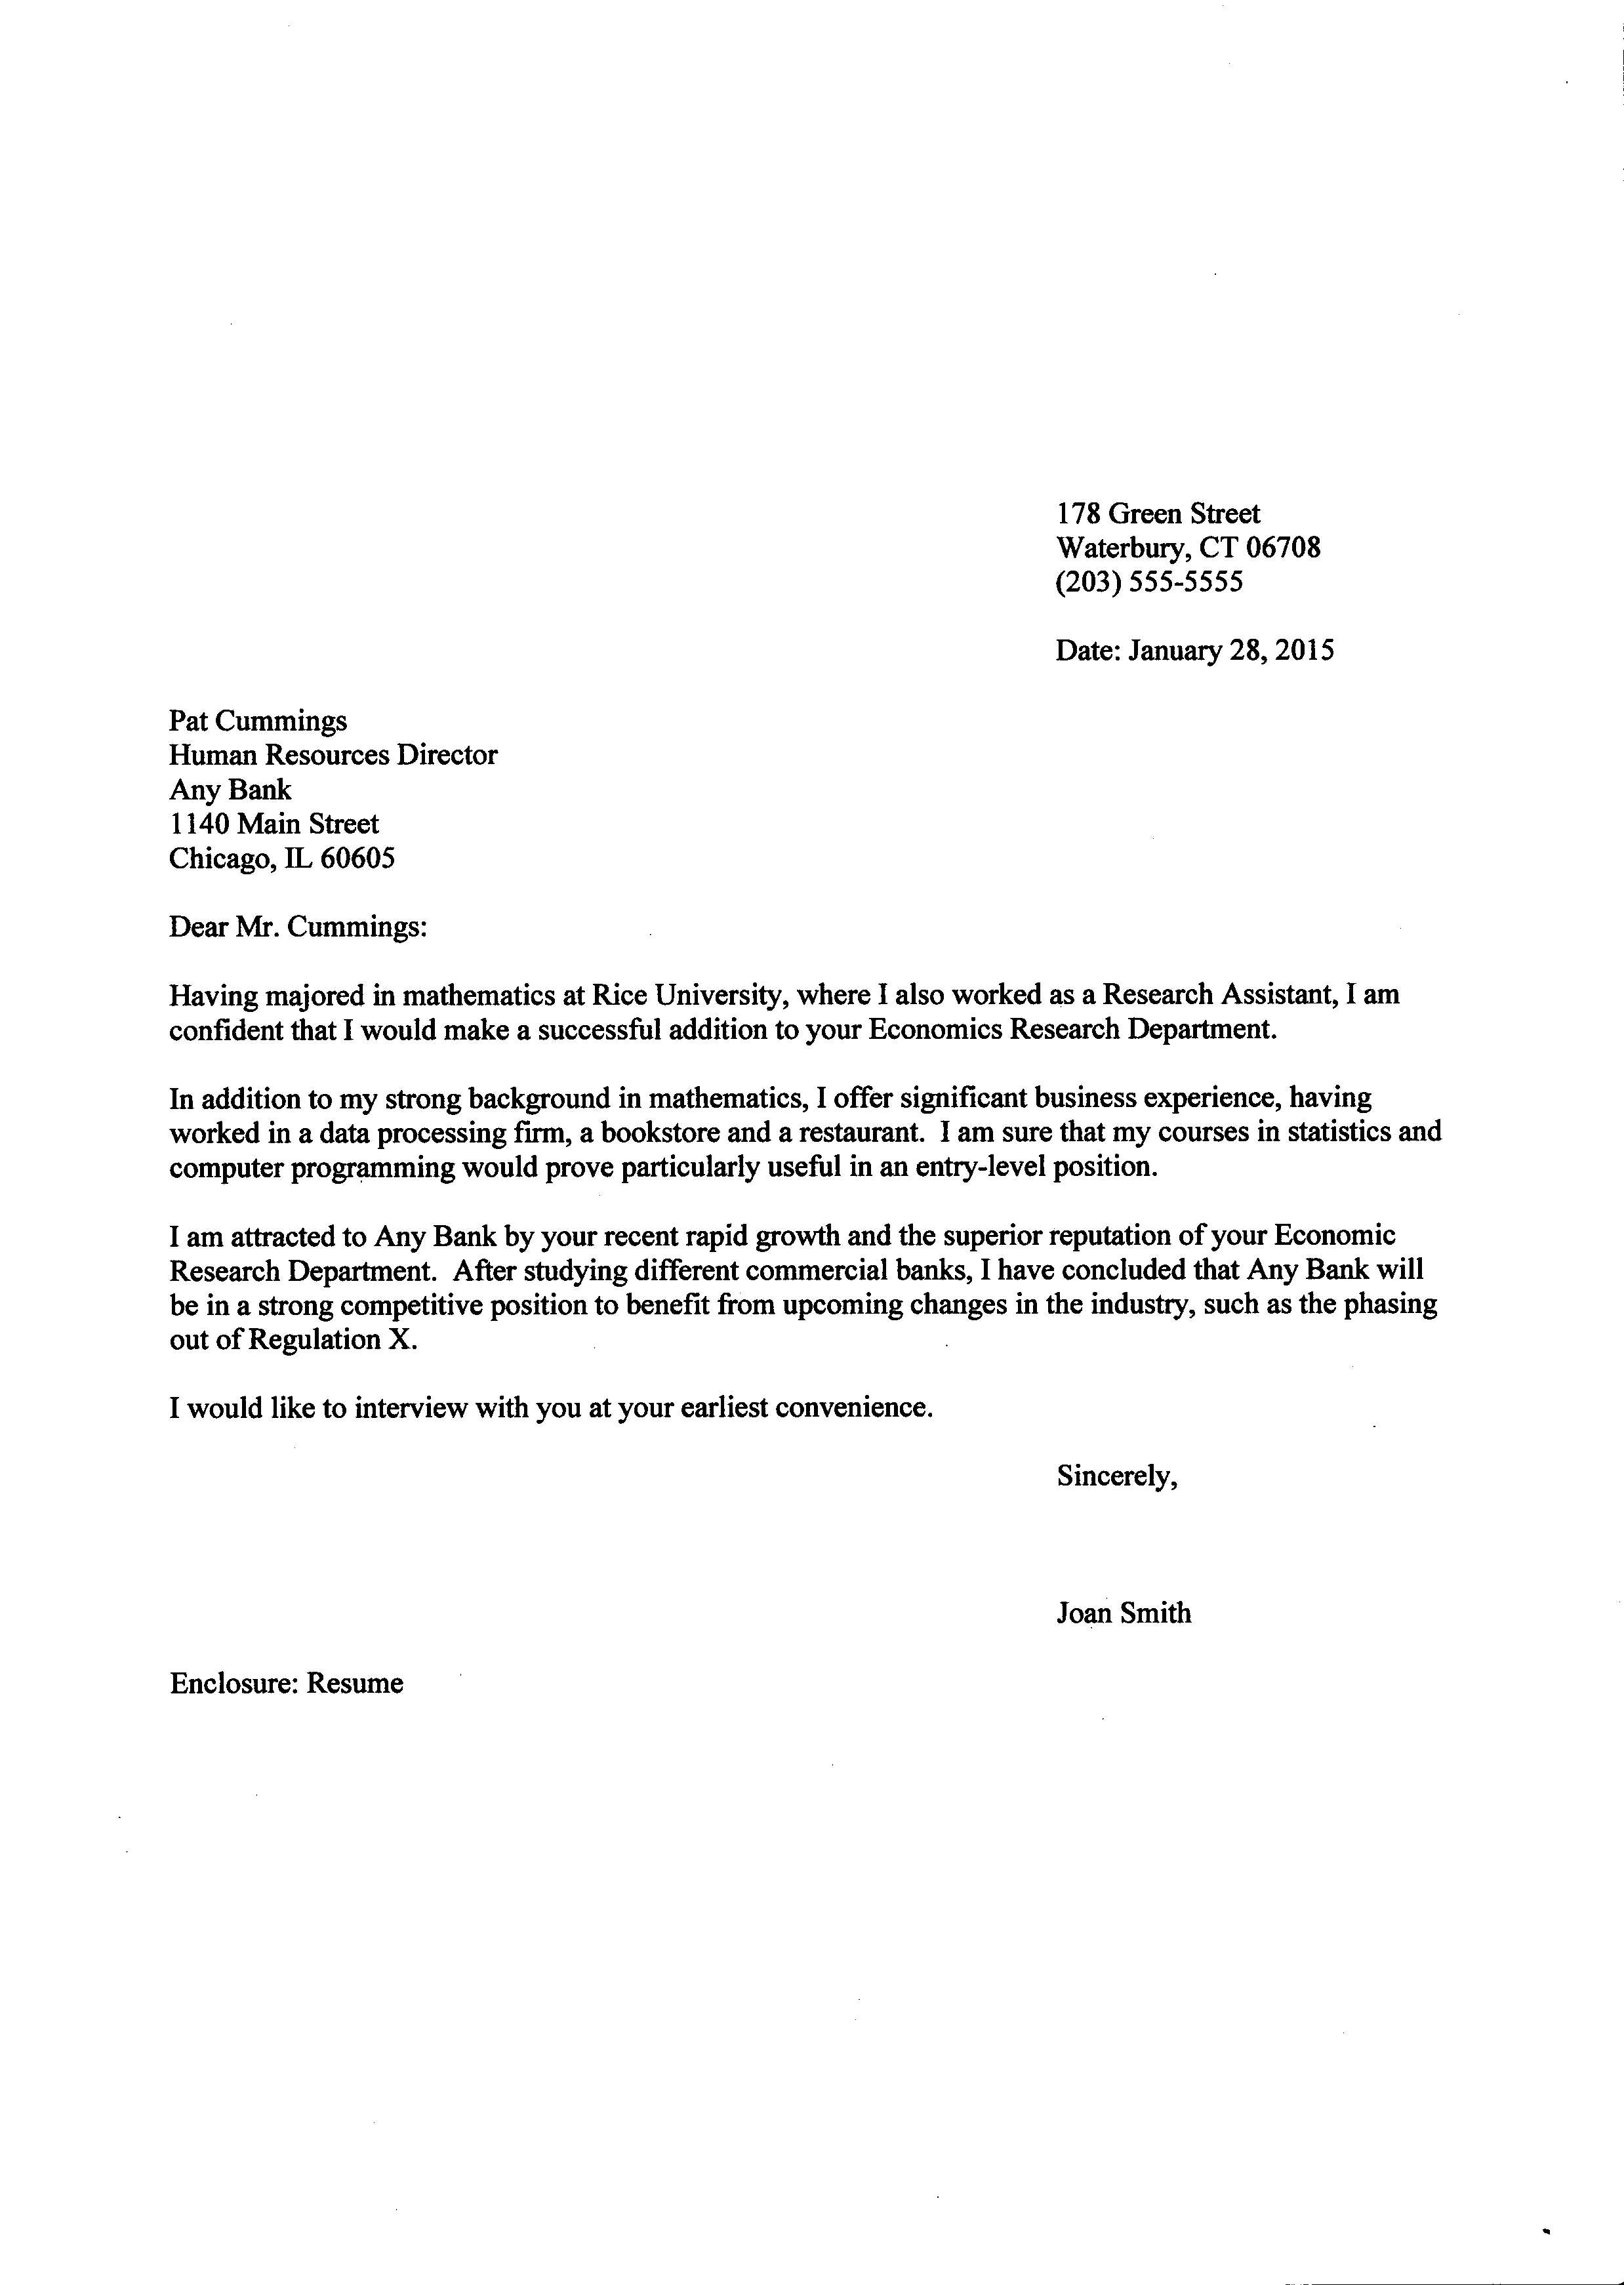 178 Green Street
Waterbury, CT 06708
(203) 555-5555
Date: January 28, 2015
Pat Cummings
Human Resources Director
Any Bank
1140 Main Street
Chicago, IL 60605
Dear Mr. Cummings:
Having majored in mathematics at Rice University, where I also worked as a Research Assistant, I am
confident that I would make a successful addition to your Economics Research Department.
In addition to my strong background in mathematics, I offer significant business experience, having
worked in a data processing firm, a bookstore and a restaurant.  I am sure that my courses in statistics and
computer programming would prove particularly useful in an entry-level position.
I am attracted to Any Bank by your recent rapid growth and the superior reputation of your Economic
Research Department.  After studying different commercial banks, I have concluded that Any Bank will
be in a strong competitive position to benefit from upcoming changes in the industry, such as the phasing
out of Regulation X.
I would like to interview with you at your earliest convenience.
Sincerely,
Joan Smith
Enclosure: Resume